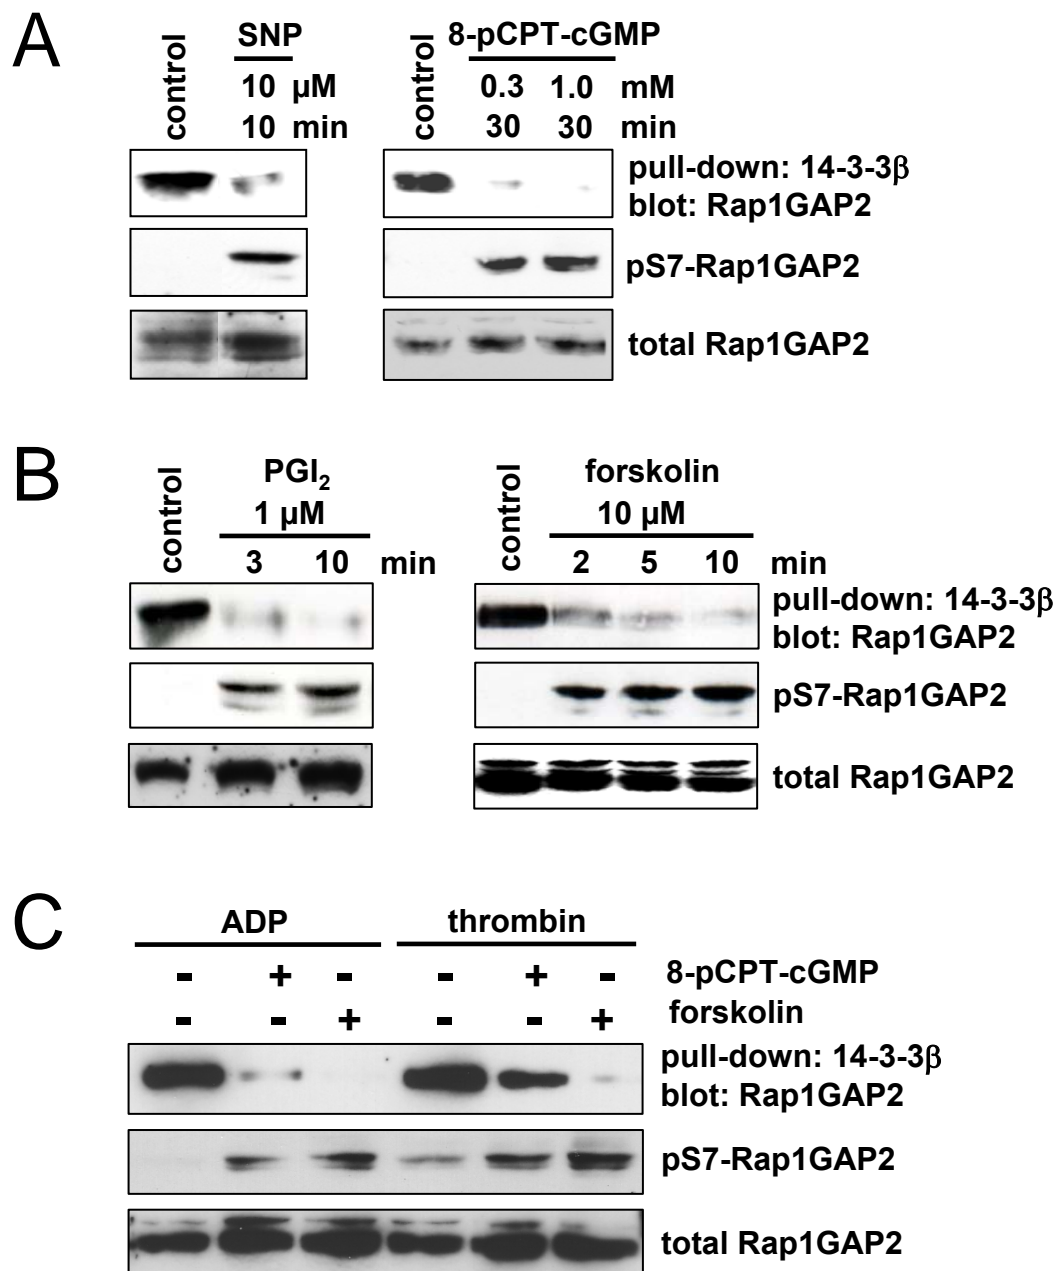 A
control
SNP
10 µM
10 min
control
8-pCPT-cGMP
0.3 1.0 mM
30 30 min
pull-down: 14-3-3β
blot: Rap1GAP2
pS7-Rap1GAP2
total Rap1GAP2
B
control
PGI₂
1 µM
3 10 min
control
forskolin
10 µM
2 5 10 min
pull-down: 14-3-3β
blot: Rap1GAP2
pS7-Rap1GAP2
total Rap1GAP2
C
ADP thrombin
- + - - + - 8-pCPT-cGMP
- - + - - + forskolin
pull-down: 14-3-3β
blot: Rap1GAP2
pS7-Rap1GAP2
total Rap1GAP2